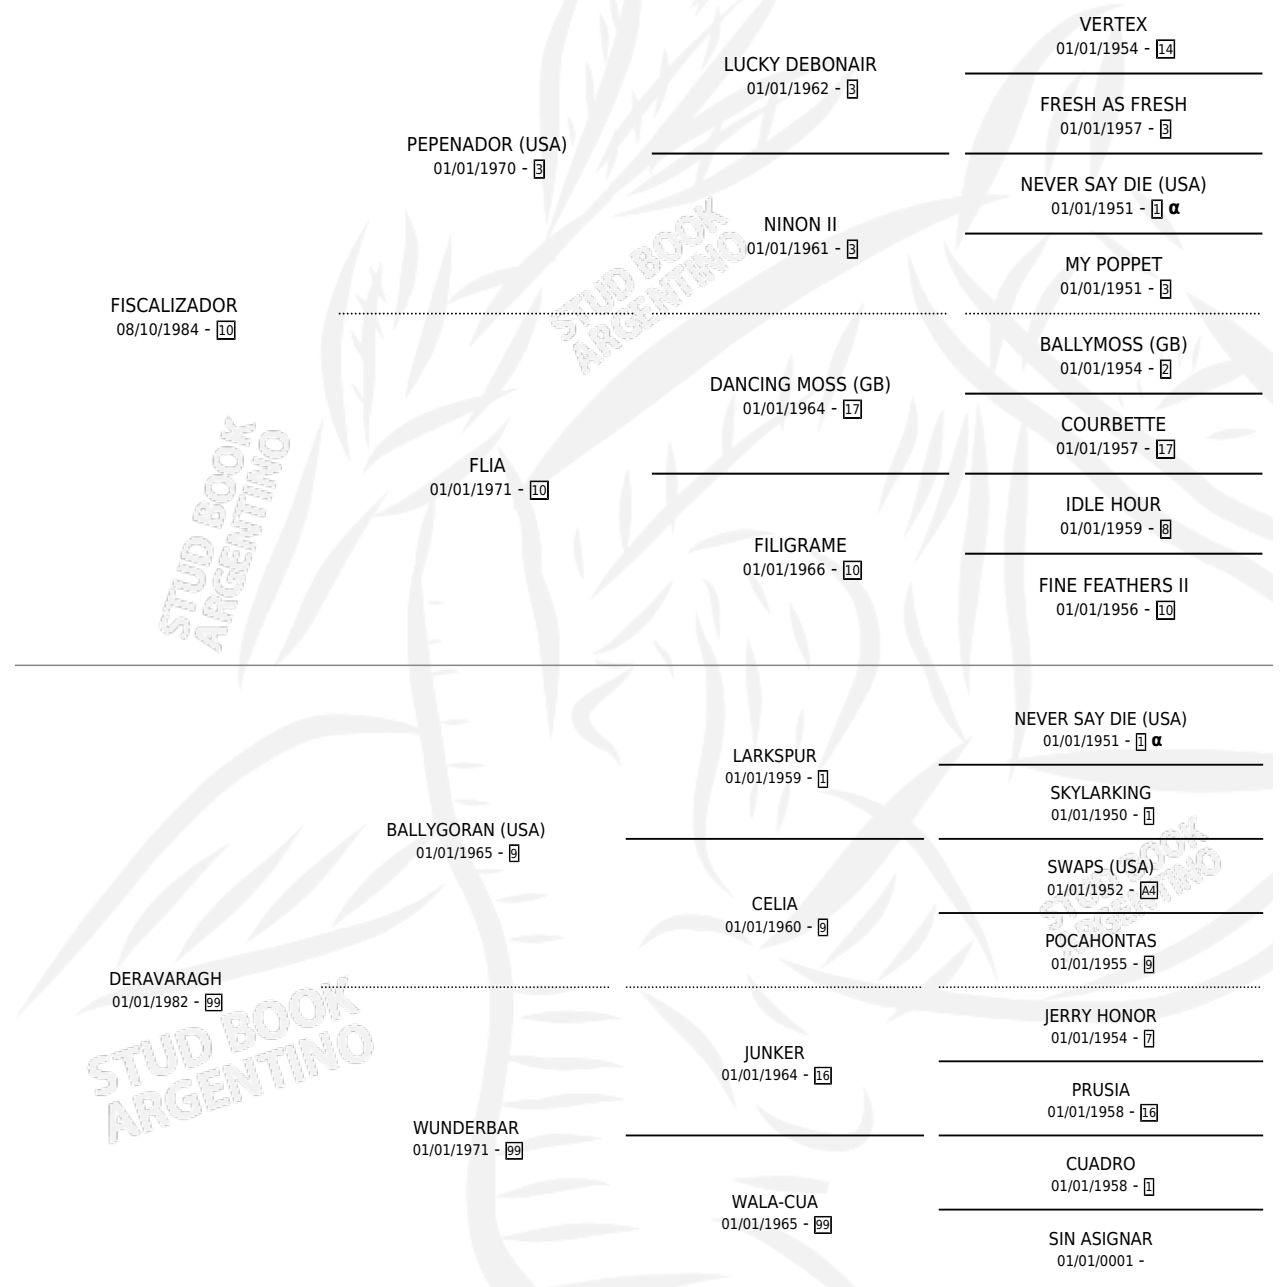 VERTEX
01/01/1954 - 14
LUCKY DEBONAIR
01/01/1962 - 3
FRESH AS FRESH
01/01/1957 - 3
PEPENADOR (USA)
01/01/1970 - 3
NEVER SAY DIE (USA)
01/01/1951 - 1 α
NINON II
01/01/1961 - 3
MY POPPET
01/01/1951 - 3
FISCALIZADOR
08/10/1984 - 10
BALLYMOSS (GB)
01/01/1954 - 2
DANCING MOSS (GB)
01/01/1964 - 17
COURBETTE
01/01/1957 - 17
FLIA
01/01/1971 - 10
IDLE HOUR
01/01/1959 - 8
FILIGRAME
01/01/1966 - 10
FINE FEATHERS II
01/01/1956 - 10
STUD BOOK
ARGENTINO
STUD BOOK
ARGENTINO
NEVER SAY DIE (USA)
01/01/1951 - 1 α
LARKSPUR
01/01/1959 - 1
SKYLARKING
01/01/1950 - 1
BALLYGORAN (USA)
01/01/1965 - 9
SWAPS (USA)
01/01/1952 - A4
CELIA
01/01/1960 - 9
POCAHONTAS
01/01/1955 - 9
DERAVARAGH
01/01/1982 - 99
JERRY HONOR
01/01/1954 - 7
JUNKER
01/01/1964 - 16
PRUSIA
01/01/1958 - 16
WUNDERBAR
01/01/1971 - 99
CUADRO
01/01/1958 - 1
WALA-CUA
01/01/1965 - 99
SIN ASIGNAR
01/01/0001 -
STUD BOOK
ARGENTINO
STUD BOOK
ARGENTINO